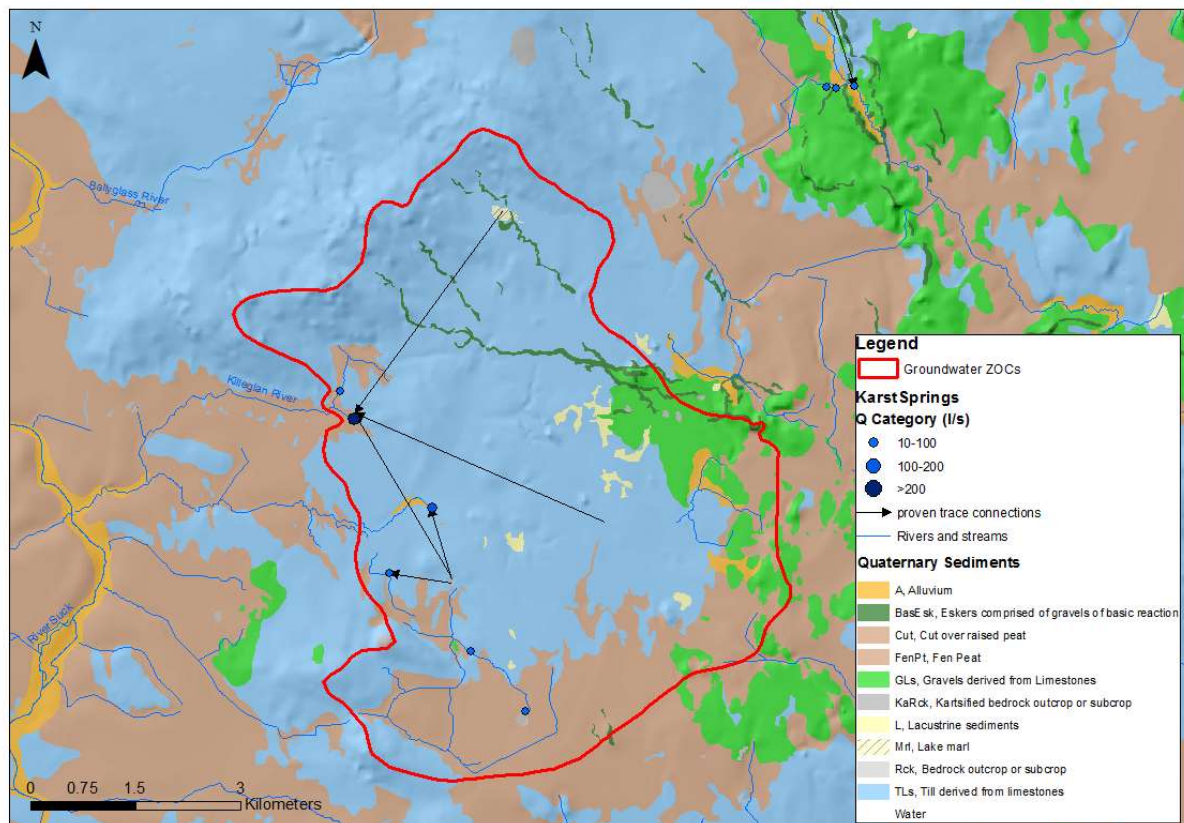 N
Ballyglass River
Killeglan River
River Suck
0 0.75 1.5 3
Kilometers
Legend
Groundwater ZOCs
Karst Springs
Q Category (l/s)
10-100
100-200
>200
proven trace connections
Rivers and streams
Quaternary Sediments
A, Alluvium
BasEsk, Eskers comprised of gravels of basic reaction
Cut, Cut over raised peat
FenPt, Fen Peat
GLs, Gravels derived from Limestones
KaRck, Kartsified bedrock outcrop or subcrop
L, Lacustrine sediments
Mrl, Lake marl
Rck, Bedrock outcrop or subcrop
TLs, Till derived from limestones
Water